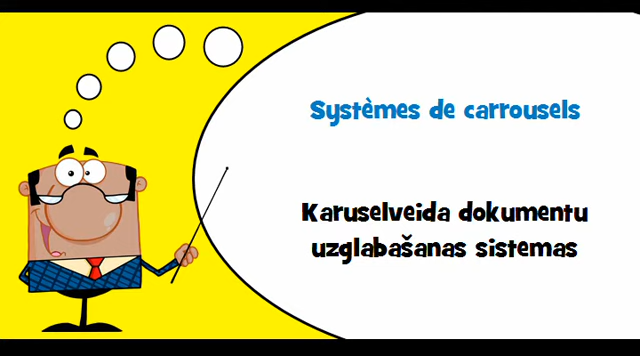 Systèmes de carrousels
Karuselveida dokumentu
uzglabašanas sistemas